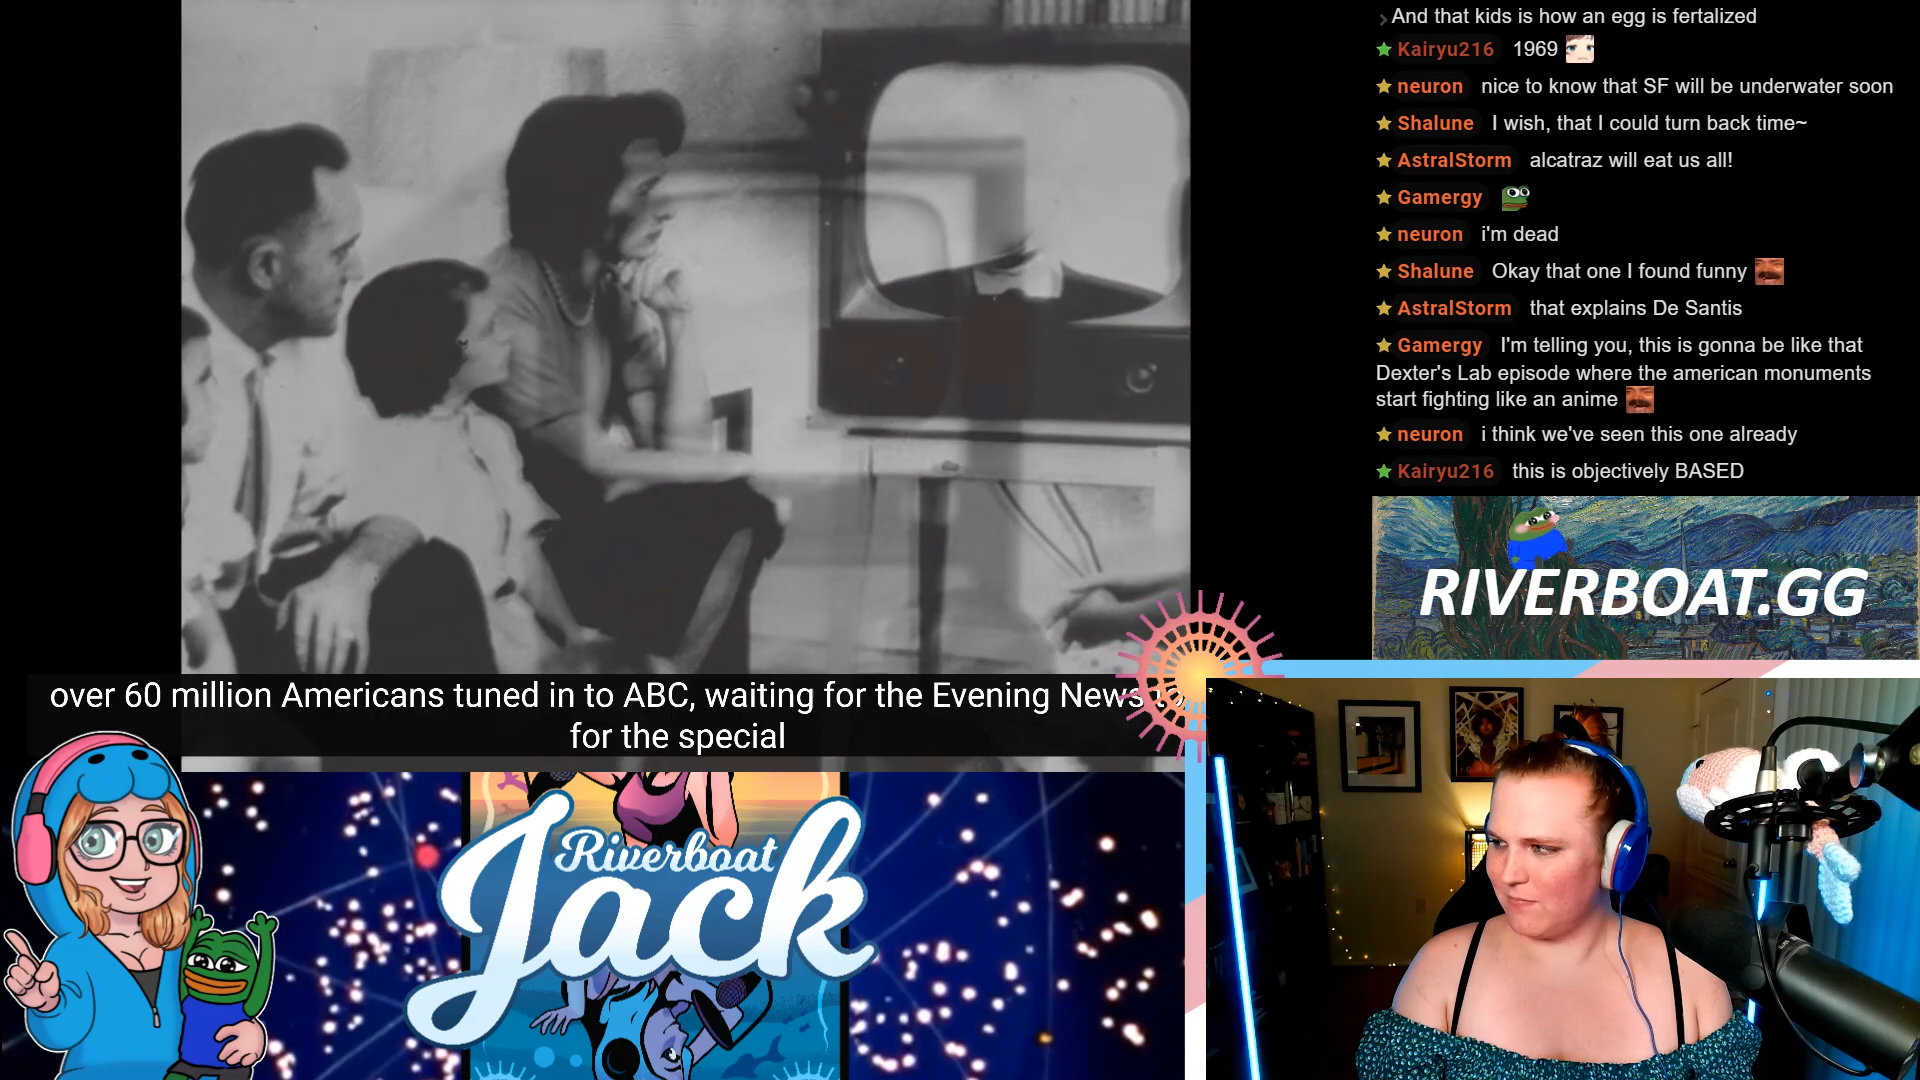 And that kids is how an egg is fertalized
Kairyu216 1969
neuron nice to know that SF will be underwater soon
Shalune I wish, that I could turn back time~
AstralStorm alcatraz will eat us all!
Gamergy
neuron i'm dead
Shalune Okay that one I found funny
AstralStorm that explains De Santis
Gamergy I'm telling you, this is gonna be like that
Dexter's Lab episode where the american monuments
start fighting like an anime
neuron i think we've seen this one already
Kairyu216 this is objectively BASED
RIVERBOAT.GG
over 60 million Americans tuned in to ABC, waiting for the Evening News to
for the special
Riverboat
Jack